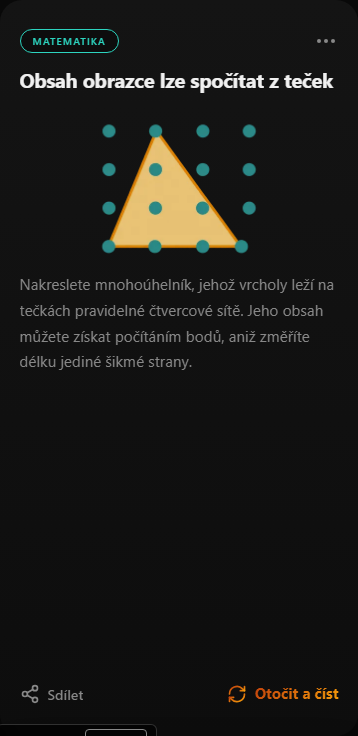 MATEMATIKA
Obsah obrazce lze spočítat z teček
Nakreslete mnohoúhelník, jehož vrcholy leží na
tečkách pravidelné čtvercové sítě. Jeho obsah
můžete získat počítáním bodů, aniž změříte
délku jediné šikmé strany.
Sdílet
Otočit a číst